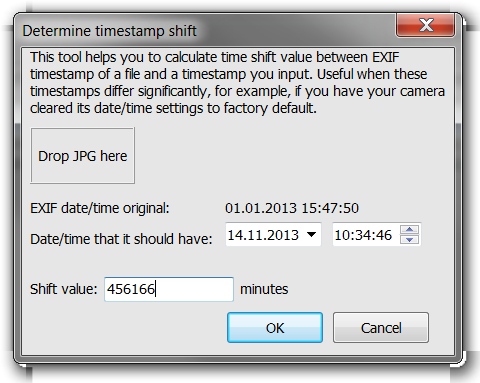 Determine timestamp shift
This tool helps you to calculate time shift value between EXIF
timestamp of a file and a timestamp you input. Useful when these
timestamps differ significantly, for example, if you have your camera
cleared its date/time settings to factory default.
Drop JPG here
EXIF date/time original: 01.01.2013 15:47:50
Date/time that it should have: 14.11.2013 10:34:46
Shift value: 456166 minutes
OK Cancel